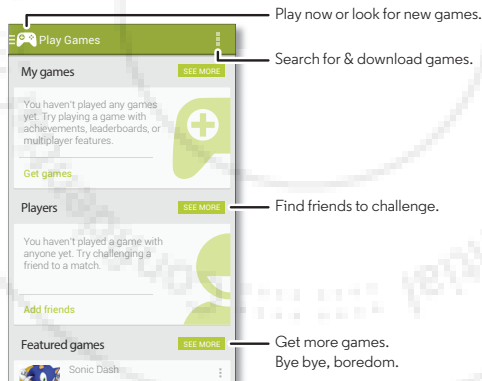 Play now or look for new games.
Play Games
Search for & download games.
My games
SEE MORE
You haven't played any games
yet. Try playing a game with
achievements, leaderboards, or
multiplayer features.
Get games
Players
SEE MORE
Find friends to challenge.
You haven't played a game with
anyone yet. Try challenging a
friend to a match.
Add friends
Featured games
SEE MORE
Get more games.
Bye bye, boredom.
Sonic Dash